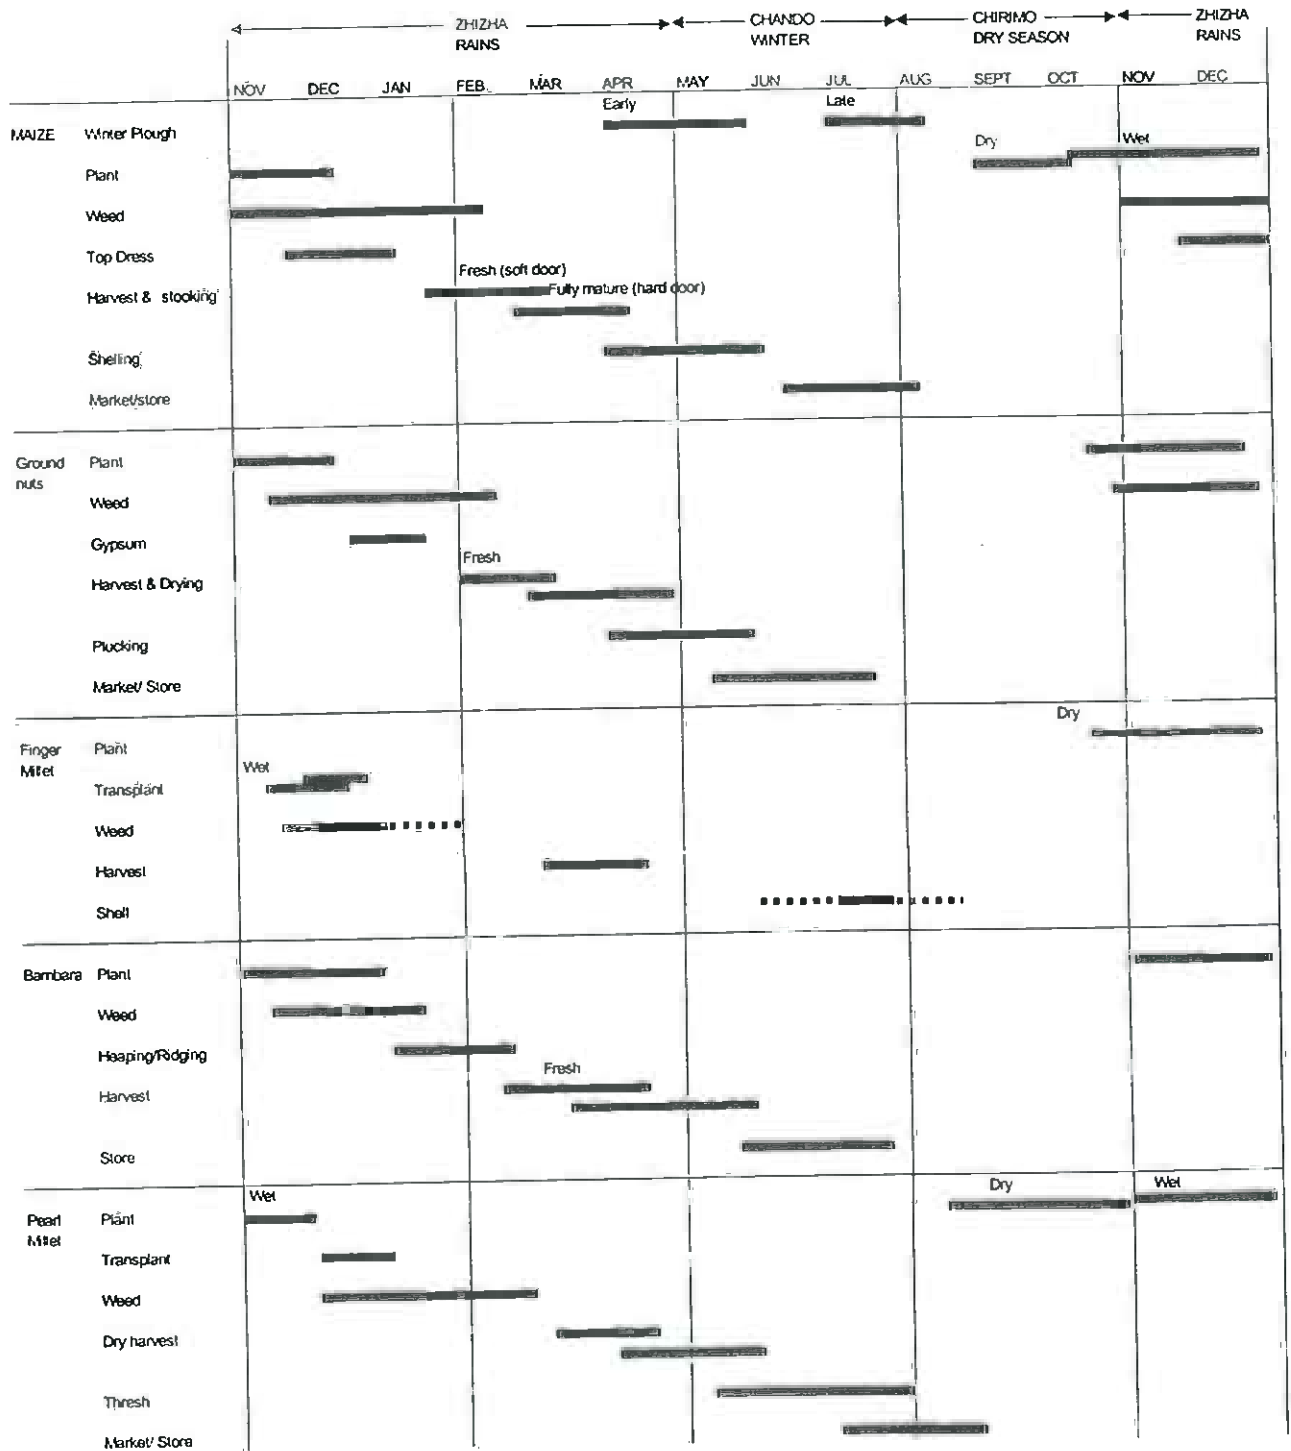 ZHIZHA CHANDO CHIRIMO ZHIZHA
RAINS WINTER DRY SEASON RAINS
NOV DEC JAN FEB. MAR APR MAY JUN JUL AUG SEPT OCT NOV DEC
Early Late
MAIZE Winter Plough
Dry Wet
Plant
Weed
Top Dress
Fresh (soft door)
Harvest & stooking Fully mature (hard door)
Shelling
Market/store
Ground Plant
nuts
Weed
Gypsum
Fresh
Harvest & Drying
Plucking
Market/ Store
Dry
Finger Plant
Millet
Wet
Transplant
Weed
Harvest
Shell
Bambara Plant
Weed
Heaping/Ridging
Fresh
Harvest
Store
Wet Dry Wet
Pearl Plant
Millet
Transplant
Weed
Dry harvest
Thresh
Market/ Store